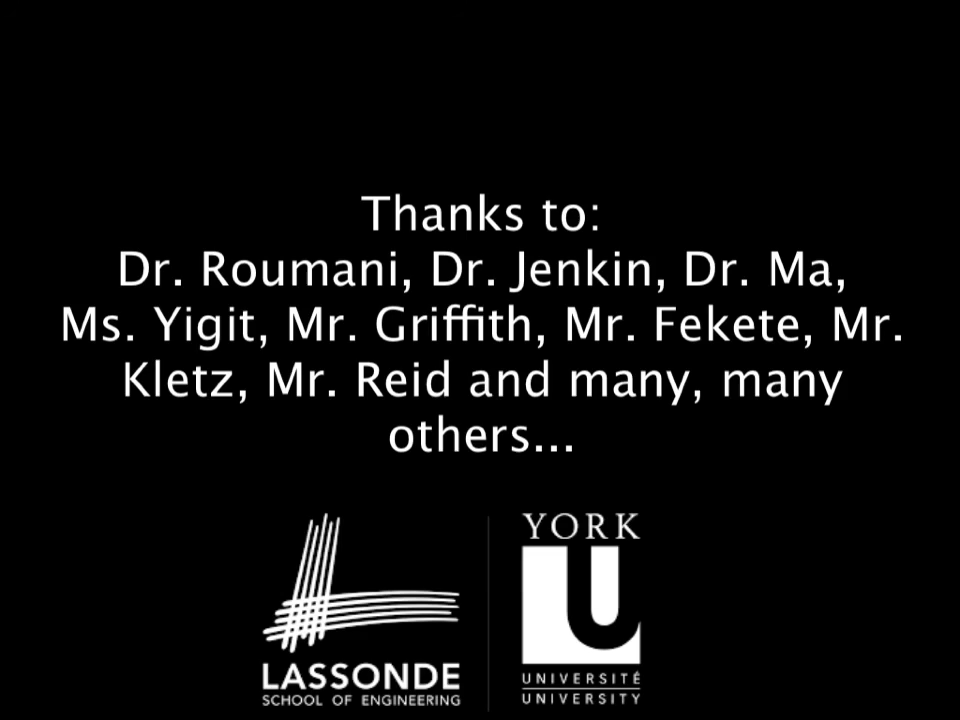 Thanks to:
Dr. Roumani, Dr. Jenkin, Dr. Ma,
Ms. Yigit, Mr. Griffith, Mr. Fekete, Mr.
Kletz, Mr. Reid and many, many
others...
LASSONDE
SCHOOL OF ENGINEERING
YORK
U
UNIVERSITÉ
UNIVERSITY